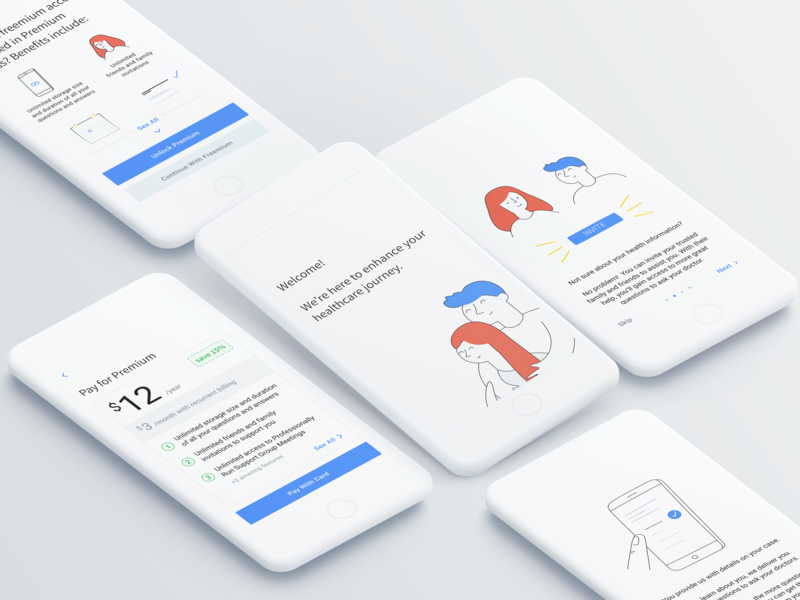 freemium acce
ed in Premium
s? Benefits include:
Unlimited storage size
and duration of all your
questions and answers
Unlimited
friends and family
invitations
See All
Unlock Premium
Continue With Freemium
Welcome!
We're here to enhance your
healthcare journey.
INVITE
Not sure about your health information?
No problem! You can invite your trusted
family and friends to assist you. With their
help, you'll gain access to more great
questions to ask your doctor.
Skip
Next
Pay for Premium
$12 /year
save 15%
$3 /month with recurrent billing
1 Unlimited storage size and duration
of all your questions and answers
2 Unlimited friends and family
invitations to support you
3 Unlimited access to Professionally
Run Support Group Meetings
+3 amazing features
See All
Pay With Card
You provide us with details on your case.
learn about you, we deliver you
questions to ask your doctors.
the more question
you can get th